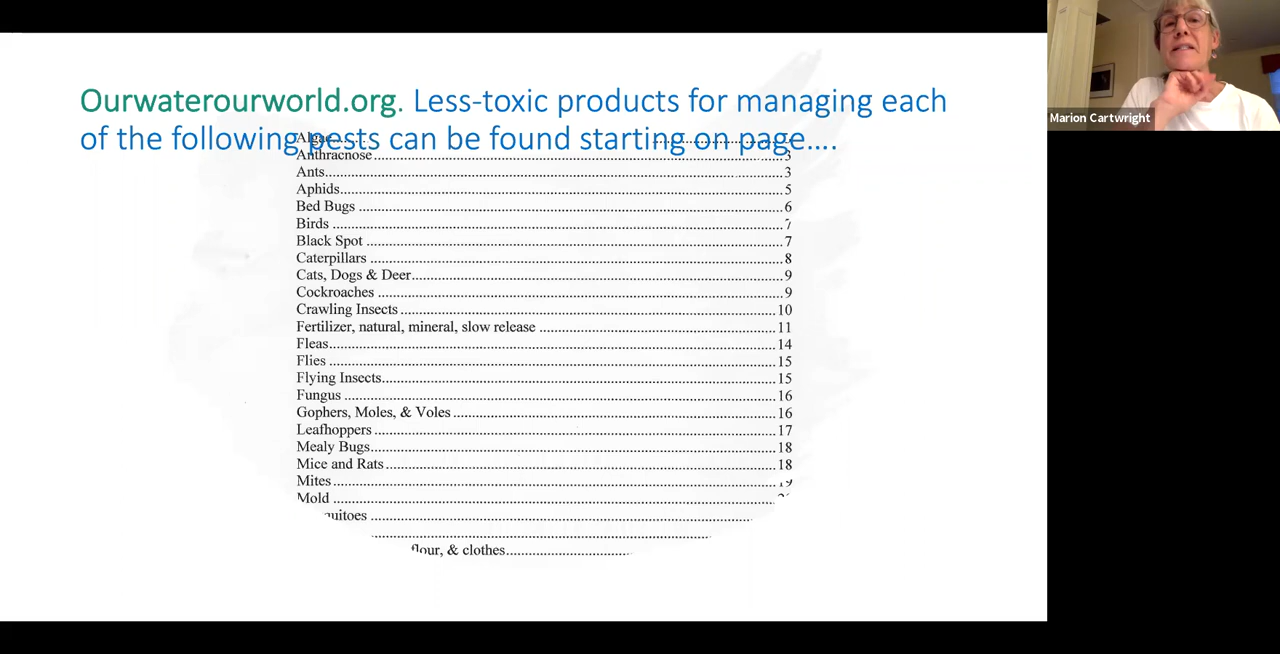 Ourwaterourworld.org. Less-toxic products for managing each
of the following pests can be found starting on page....
Algae
Anthracnose 3
Ants 3
Aphids 5
Bed Bugs 6
Birds 7
Black Spot 7
Caterpillars 8
Cats, Dogs & Deer 9
Cockroaches 9
Crawling Insects 10
Fertilizer, natural, mineral, slow release 11
Fleas 14
Flies 15
Flying Insects 15
Fungus 16
Gophers, Moles, & Voles 16
Leafhoppers 17
Mealy Bugs 18
Mice and Rats 18
Mites
Mold
uitoes
flour, & clothes
Marion Cartwright